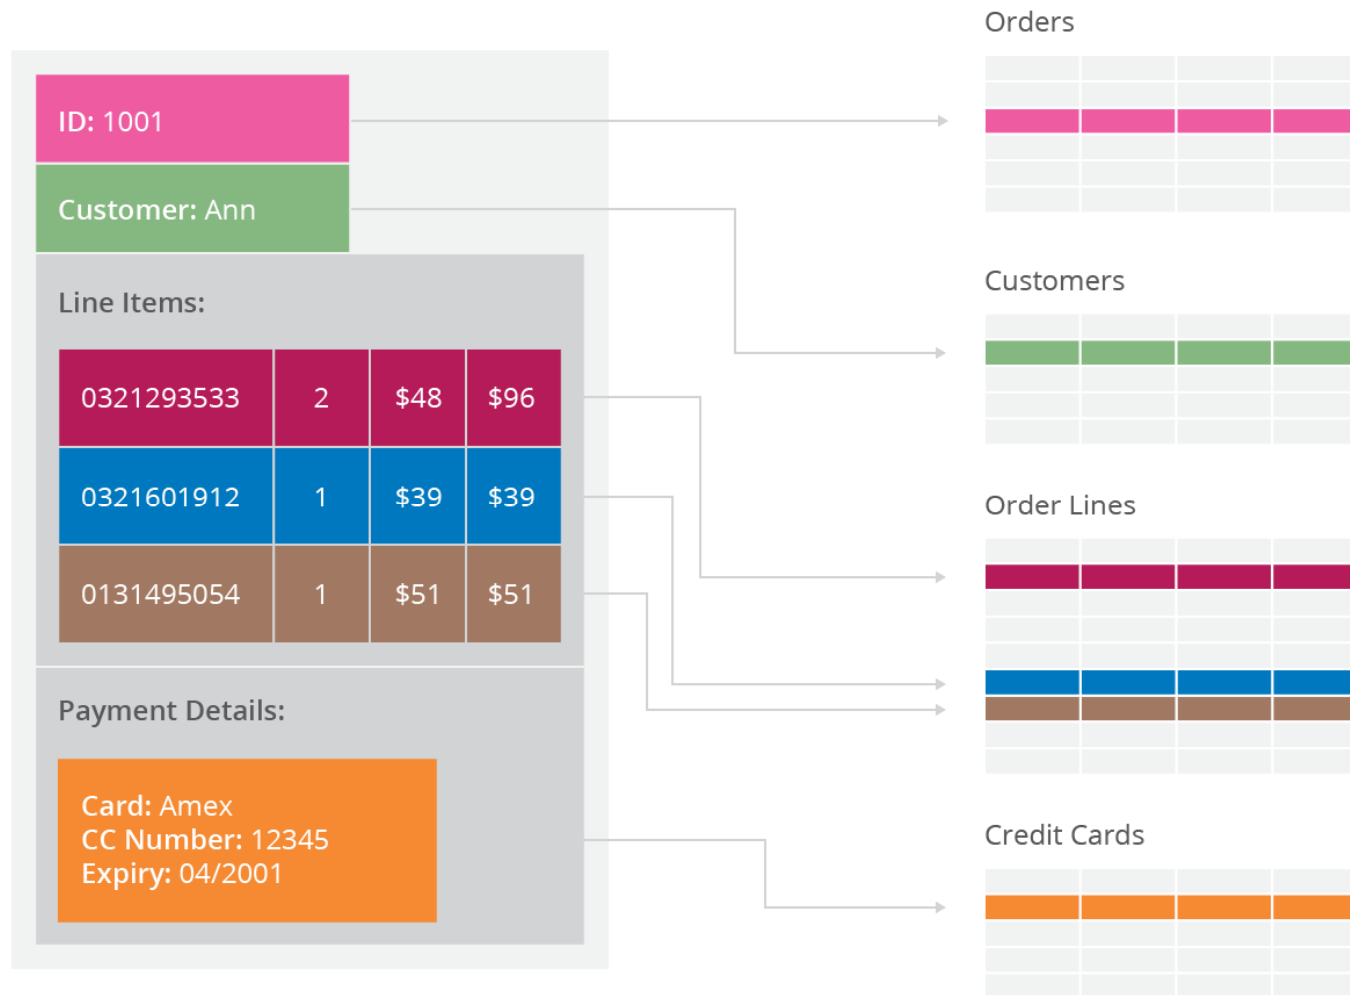 Orders
ID: 1001
Customer: Ann
Customers
Line Items:
0321293533 2 $48 $96
0321601912 1 $39 $39
Order Lines
0131495054 1 $51 $51
Payment Details:
Card: Amex
CC Number: 12345
Expiry: 04/2001
Credit Cards